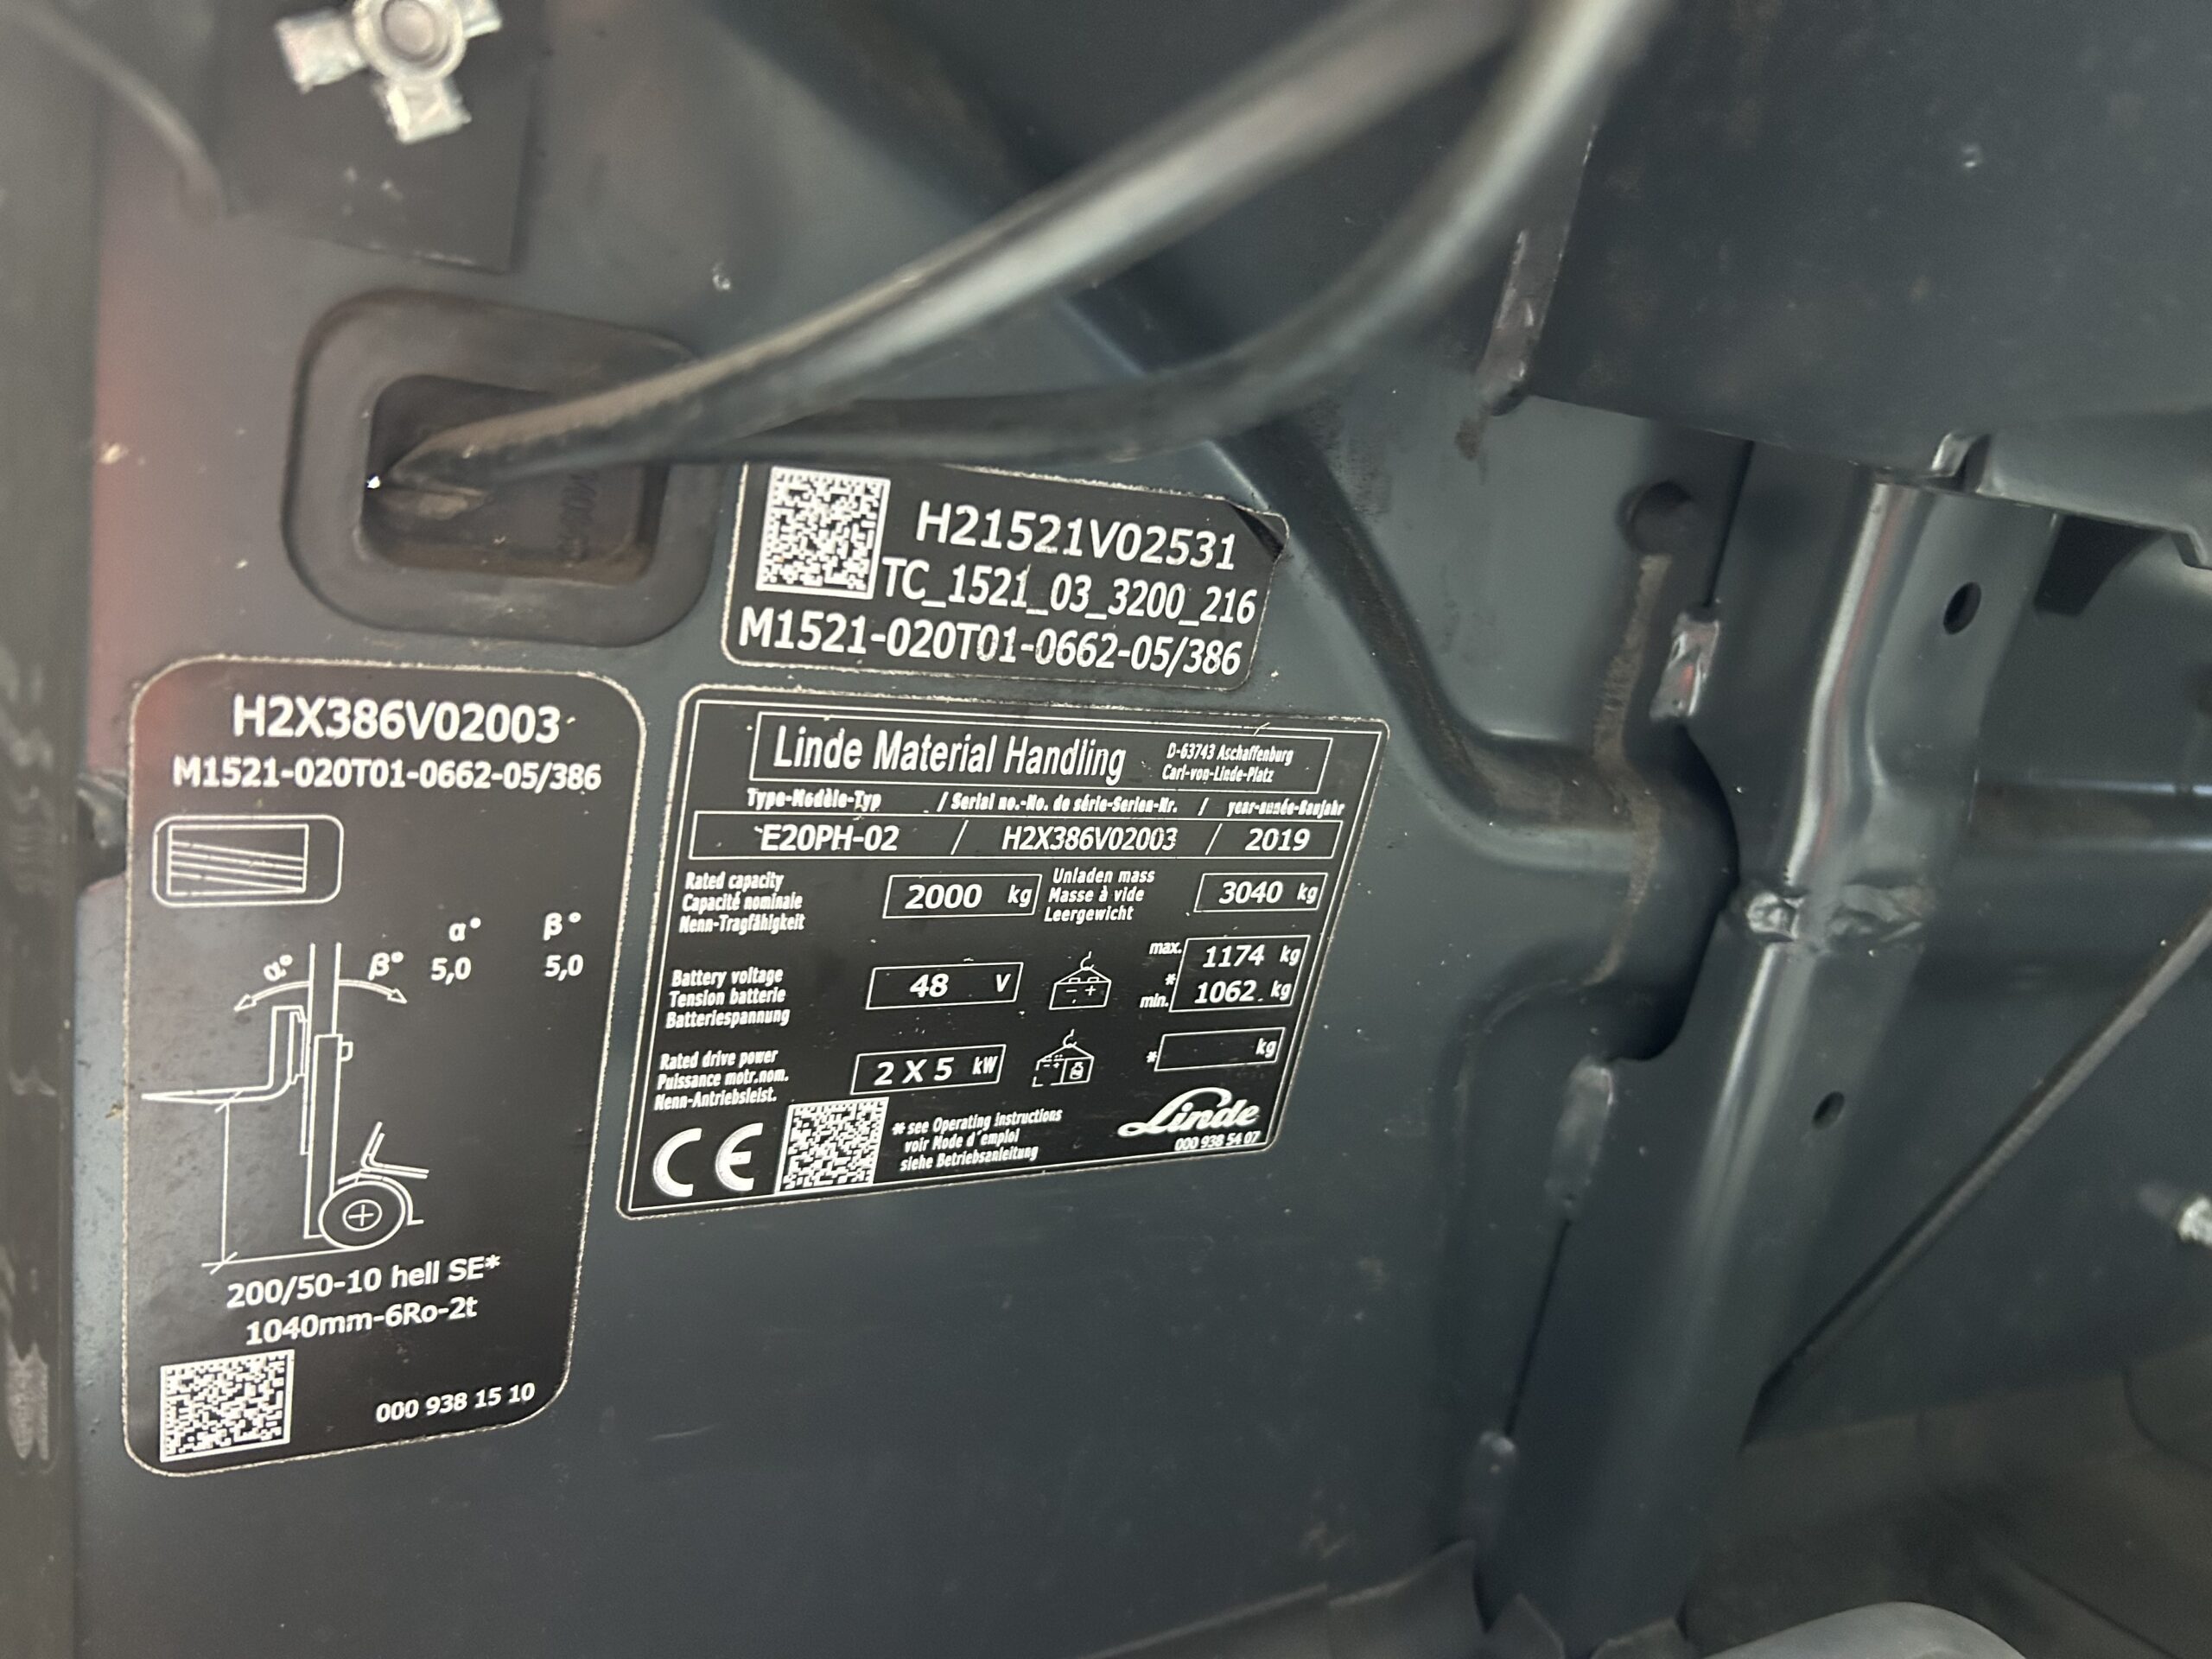 H21521V02531
TC_1521_03_3200_216
M1521-020T01-0662-05/386
H2X386V02003
M1521-020T01-0662-05/386
α° β°
α° β° 5,0 5,0
200/50-10 hell SE*
1040mm-6Ro-2t
000 938 15 10
Linde Material Handling
D-63743 Aschaffenburg
Carl-von-Linde-Platz
Type-Modèle-Typ / Serial no.-No. de série-Serien-Nr. / year-année-Baujahr
E20PH-02 / H2X386V02003 / 2019
Rated capacity
Capacité nominale
Nenn-Tragfähigkeit
2000 kg
Unladen mass
Masse à vide
Leergewicht
3040 kg
Battery voltage
Tension batterie
Batteriespannung
48 V
max. 1174 kg
*
min. 1062 kg
Rated drive power
Puissance motr.nom.
Nenn-Antriebsleist.
2 X 5 kW
* kg
CE
* see Operating instructions
voir Mode d'emploi
siehe Betriebsanleitung
Linde
000 938 54 07